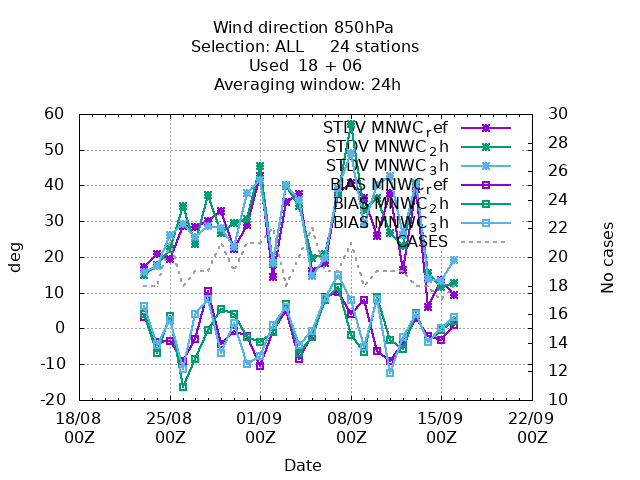 Wind direction 850hPa
Selection: ALL     24 stations
Used  18 + 06
Averaging window: 24h
STDV MNWC_ref
STDV MNWC_2h
STDV MNWC_3h
BIAS MNWC_ref
BIAS MNWC_2h
BIAS MNWC_3h
CASES
deg
60
50
40
30
20
10
0
-10
-20
No cases
30
28
26
24
22
20
18
16
14
12
10
18/08 25/08 01/09 08/09 15/09 22/09
00Z 00Z 00Z 00Z 00Z 00Z
Date